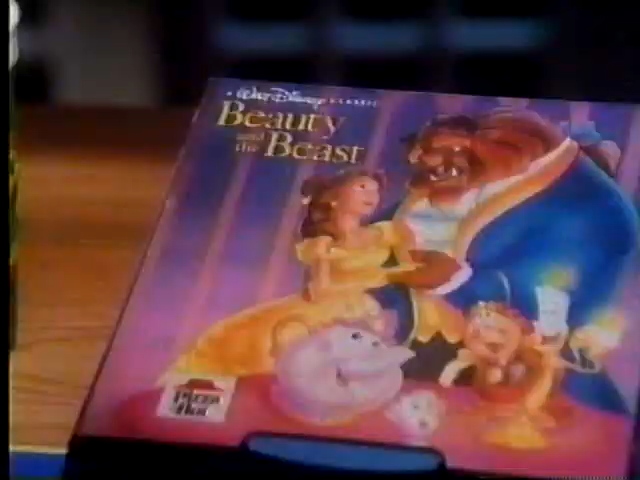 A Walt Disney CLASSIC
Beauty
and
the Beast
Pizza
Hut